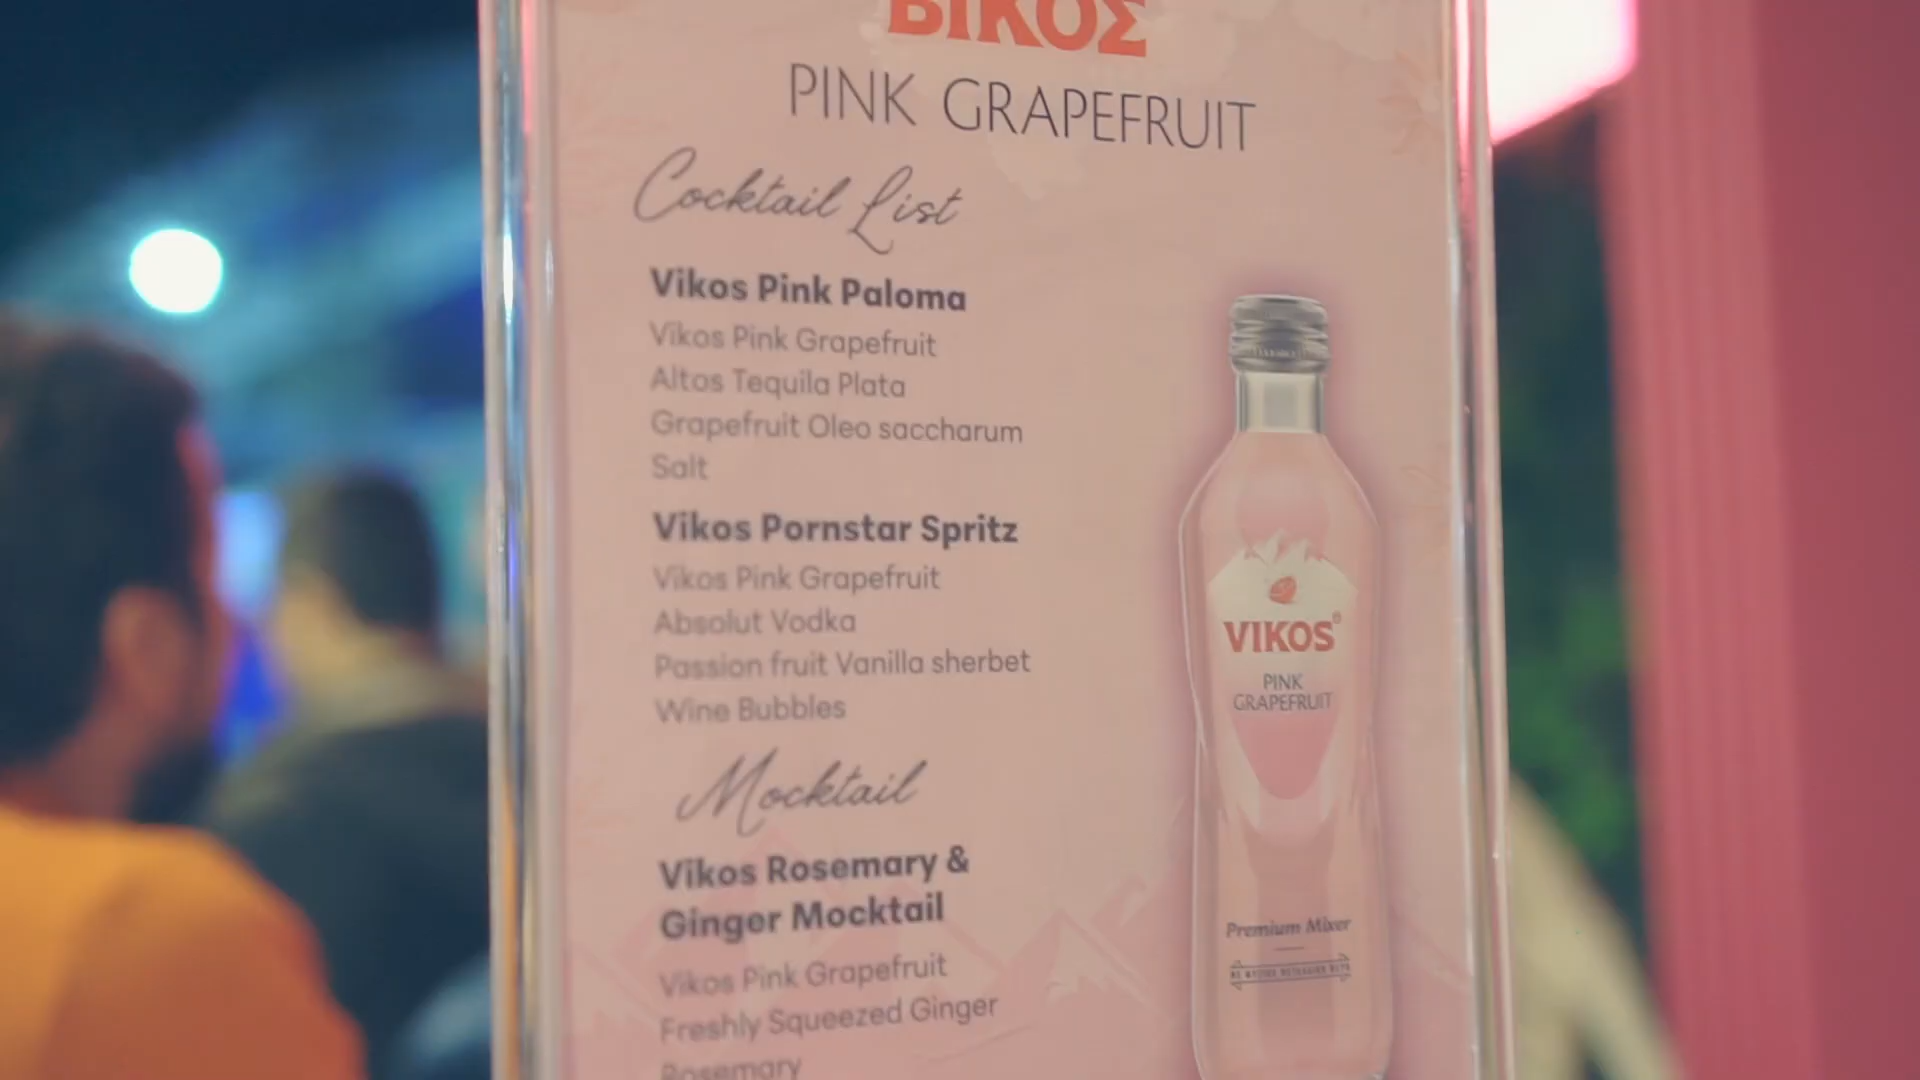 ΒΙΚΟΣ
PINK GRAPEFRUIT
Cocktail List
Vikos Pink Paloma
Vikos Pink Grapefruit
Altos Tequila Plata
Grapefruit Oleo saccharum
Salt
Vikos Pornstar Spritz
Vikos Pink Grapefruit
Absolut Vodka
Passion fruit Vanilla sherbet
Wine Bubbles
Mocktail
Vikos Rosemary &
Ginger Mocktail
Vikos Pink Grapefruit
Freshly Squeezed Ginger
Rosemary
VIKOS®
PINK
GRAPEFRUIT
Premium Mixer